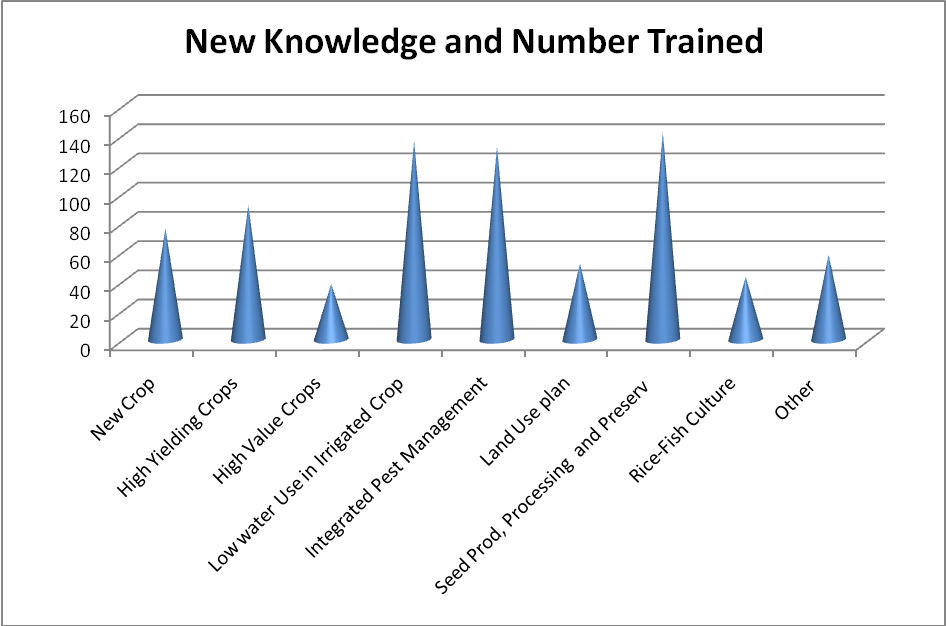 New Knowledge and Number Trained
160
140
120
100
80
60
40
20
0
New Crop
High Yielding Crops
High Value Crops
Low water Use in Irrigated Crop
Integrated Pest Management
Land Use plan
Seed Prod, Processing and Preserv
Rice-Fish Culture
Other